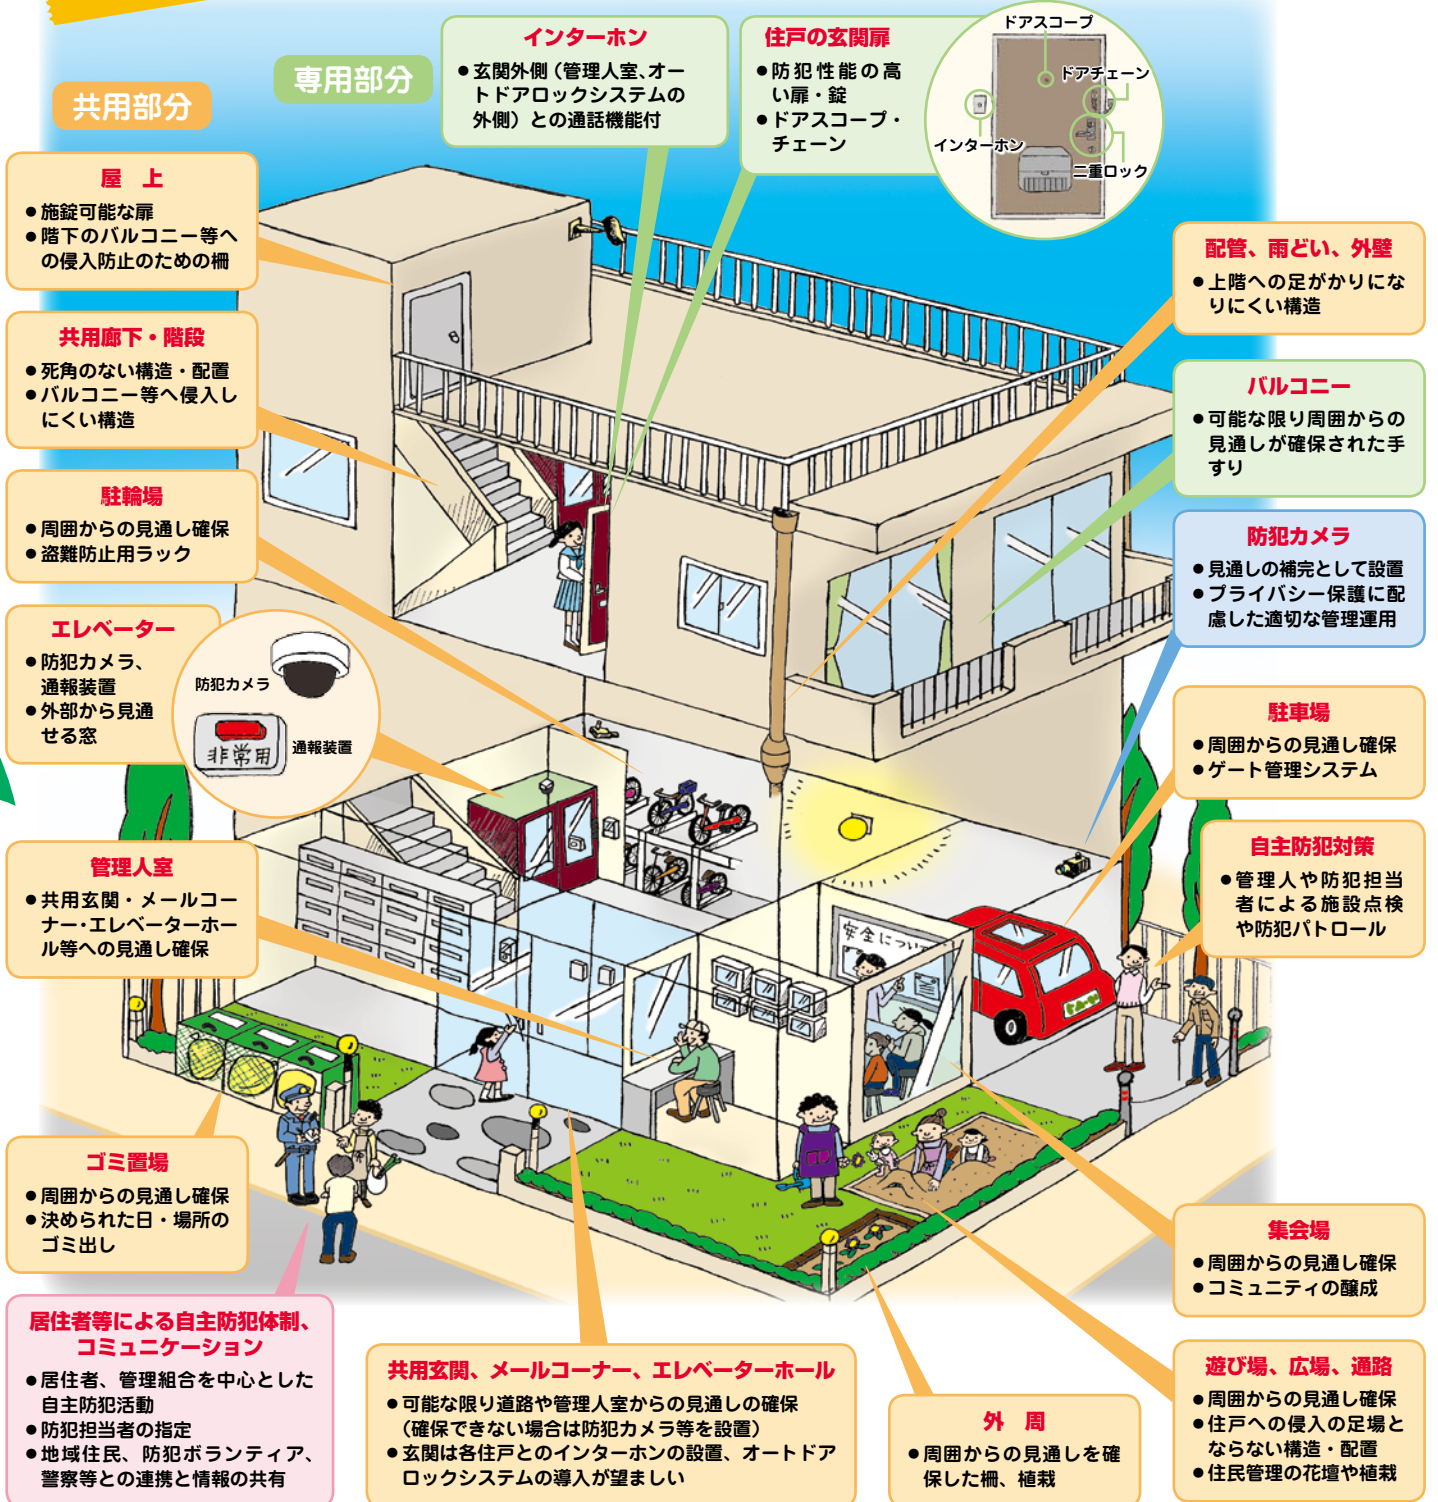 共用部分
専用部分
インターホン
●玄関外側（管理人室、オー
トドアロックシステムの
外側）との通話機能付
住戸の玄関扉
●防犯性能の高
い扉・錠
●ドアスコープ・
チェーン
ドアスコープ
ドアチェーン
インターホン
二重ロック
屋　上
●施錠可能な扉
●階下のバルコニー等へ
の侵入防止のための柵
共用廊下・階段
●死角のない構造・配置
●バルコニー等へ侵入し
にくい構造
駐輪場
●周囲からの見通し確保
●盗難防止用ラック
エレベーター
●防犯カメラ、
通報装置
●外部から見通
せる窓
防犯カメラ
非常用
通報装置
管理人室
●共用玄関・メールコー
ナー・エレベーターホー
ル等への見通し確保
ゴミ置場
●周囲からの見通し確保
●決められた日・場所の
ゴミ出し
居住者等による自主防犯体制、
コミュニケーション
●居住者、管理組合を中心とした
自主防犯活動
●防犯担当者の指定
●地域住民、防犯ボランティア、
警察等との連携と情報の共有
共用玄関、メールコーナー、エレベーターホール
●可能な限り道路や管理人室からの見通しの確保
（確保できない場合は防犯カメラ等を設置）
●玄関は各住戸とのインターホンの設置、オートドア
ロックシステムの導入が望ましい
外　周
●周囲からの見通しを確
保した柵、植栽
配管、雨どい、外壁
●上階への足がかりにな
りにくい構造
バルコニー
●可能な限り周囲からの
見通しが確保された手
すり
防犯カメラ
●見通しの補完として設置
●プライバシー保護に配
慮した適切な管理運用
駐車場
●周囲からの見通し確保
●ゲート管理システム
自主防犯対策
●管理人や防犯担当
者による施設点検
や防犯パトロール
安全につい
集会場
●周囲からの見通し確保
●コミュニティの醸成
遊び場、広場、通路
●周囲からの見通し確保
●住戸への侵入の足場と
ならない構造・配置
●住民管理の花壇や植栽